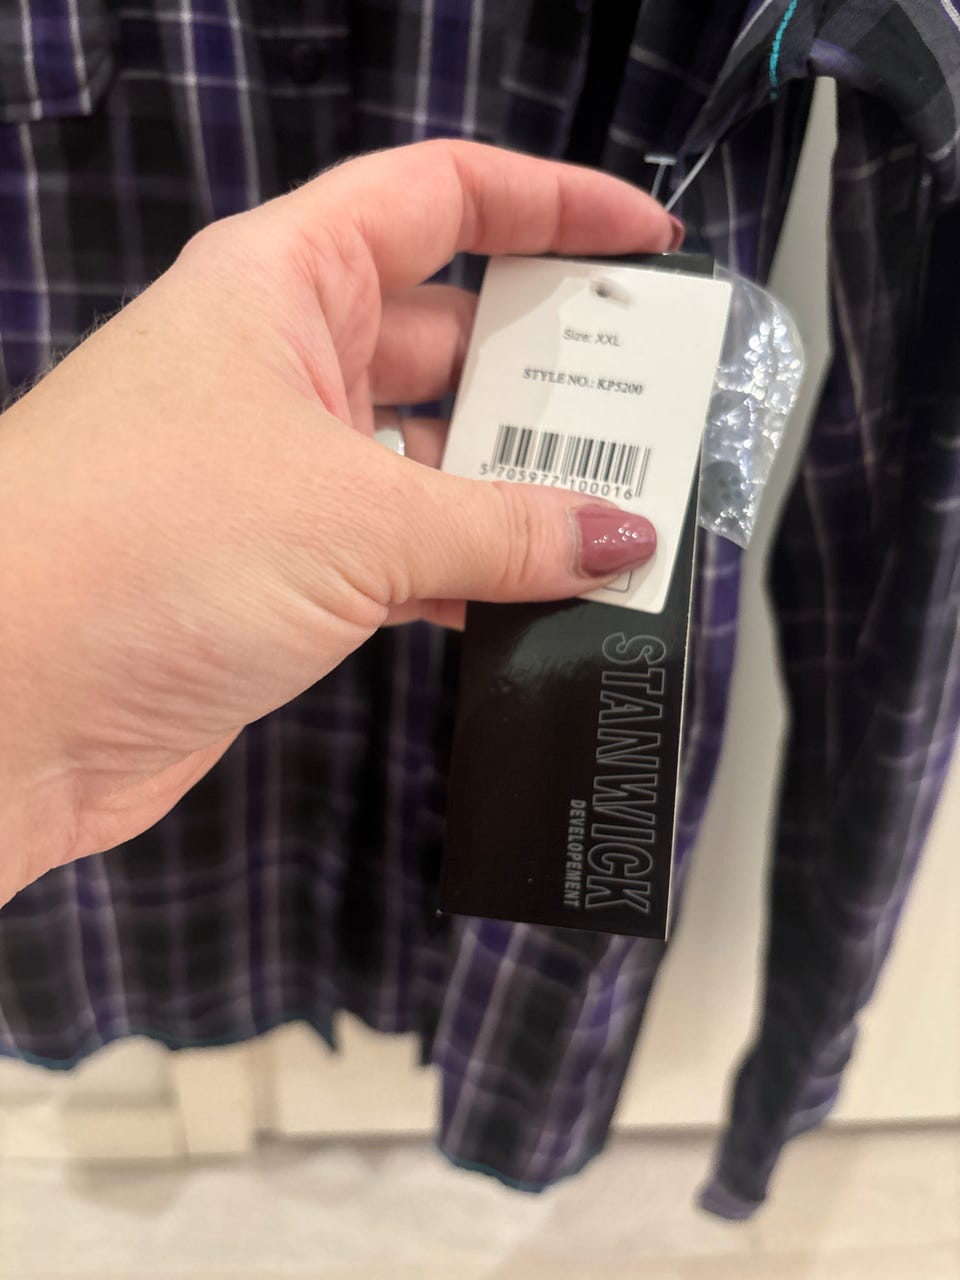 Size: XXL
STYLE NO.: KP5200
5 705977 100016
STANWICK
DEVELOPEMENT